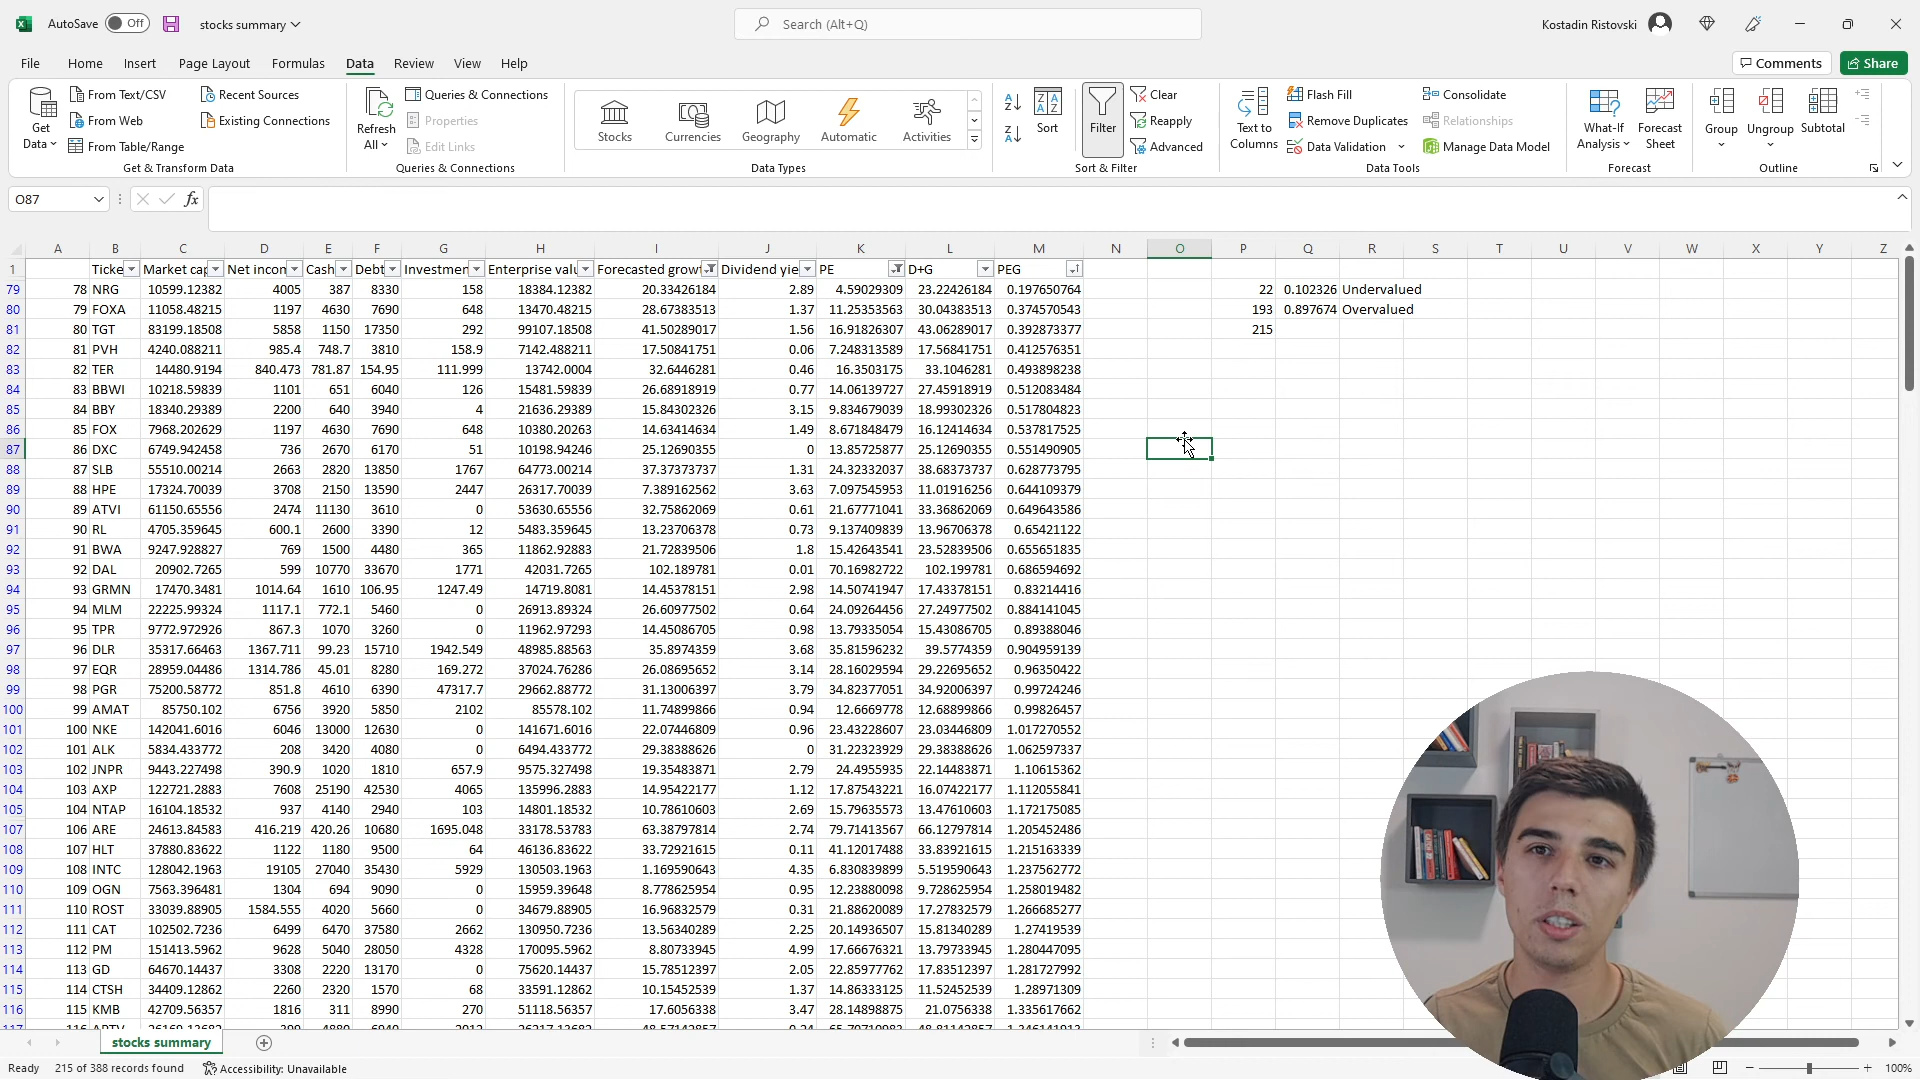 AutoSave Off stocks summary Search (Alt+Q) Kostadin Ristovski
File Home Insert Page Layout Formulas Data Review View Help Comments Share
Get Data
From Text/CSV
From Web
From Table/Range
Recent Sources
Existing Connections
Get & Transform Data
Refresh All
Queries & Connections
Properties
Edit Links
Queries & Connections
Stocks Currencies Geography Automatic Activities
Data Types
Sort
Filter
Clear
Reapply
Advanced
Sort & Filter
Text to Columns
Flash Fill
Remove Duplicates
Data Validation
Consolidate
Relationships
Manage Data Model
Data Tools
What-If Analysis
Forecast Sheet
Forecast
Group Ungroup Subtotal
Outline
O87 fx
A B C D E F G H I J K L M N O P Q R S T U V W X Y Z
1 Ticke Market cap Net incom Cash Debt Investmen Enterprise valu Forecasted grow Dividend yie PE D+G PEG
79 78 NRG 10599.12382 4005 387 8330 158 18384.12382 20.33426184 2.89 4.59029309 23.22426184 0.197650764 22 0.102326 Undervalued
80 79 FOXA 11058.48215 1197 4630 7690 648 13470.48215 28.67383513 1.37 11.25353563 30.04383513 0.374570543 193 0.897674 Overvalued
81 80 TGT 83199.18508 5858 1150 17350 292 99107.18508 41.50289017 1.56 16.91826307 43.06289017 0.392873377 215
82 81 PVH 4240.088211 985.4 748.7 3810 158.9 7142.488211 17.50841751 0.06 7.248313589 17.56841751 0.412576351
83 82 TER 14480.9194 840.473 781.87 154.95 111.999 13742.0004 32.6446281 0.46 16.3503175 33.1046281 0.493898238
84 83 BBWI 10218.59839 1101 651 6040 126 15481.59839 26.68918919 0.77 14.06139727 27.45918919 0.512083484
85 84 BBY 18340.29389 2200 640 3940 4 21636.29389 15.84302326 3.15 9.834679039 18.99302326 0.517804823
86 85 FOX 7968.202629 1197 4630 7690 648 10380.20263 14.63414634 1.49 8.671848479 16.12414634 0.537817525
87 86 DXC 6749.942458 736 2670 6170 51 10198.94246 25.12690355 0 13.85725877 25.12690355 0.551490905
88 87 SLB 55510.00214 2663 2820 13850 1767 64773.00214 37.37373737 1.31 24.32332037 38.68373737 0.628773795
89 88 HPE 17324.70039 3708 2150 13590 2447 26317.70039 7.389162562 3.63 7.097545953 11.01916256 0.644109379
90 89 ATVI 61150.65556 2474 11130 3610 0 53630.65556 32.75862069 0.61 21.67771041 33.36862069 0.649643586
91 90 RL 4705.359645 600.1 2600 3390 12 5483.359645 13.23706378 0.73 9.137409839 13.96706378 0.65421122
92 91 BWA 9247.928827 769 1500 4480 365 11862.92883 21.72839506 1.8 15.42643541 23.52839506 0.655651835
93 92 DAL 20902.7265 599 10770 33670 1771 42031.7265 102.189781 0.01 70.16982722 102.199781 0.686594692
94 93 GRMN 17470.3481 1014.64 1610 106.95 1247.49 14719.8081 14.45378151 2.98 14.50741947 17.43378151 0.83214416
95 94 MLM 22225.99324 1117.1 772.1 5460 0 26913.89324 26.60977502 0.64 24.09264456 27.24977502 0.884141045
96 95 TPR 9772.972926 867.3 1070 3260 0 11962.97293 14.45086705 0.98 13.79335054 15.43086705 0.89388046
97 96 DLR 35317.66463 1367.711 99.23 15710 1942.549 48985.88563 35.8974359 3.68 35.81596232 39.5774359 0.904959139
98 97 EQR 28959.04486 1314.786 45.01 8280 169.272 37024.76286 26.08695652 3.14 28.16029594 29.22695652 0.96350422
99 98 PGR 75200.58772 851.8 4610 6390 47317.7 29662.88772 31.13006397 3.79 34.82377051 34.92006397 0.99724246
100 99 AMAT 85750.102 6756 3920 5850 2102 85578.102 11.74899866 0.94 12.6669778 12.68899866 0.99826457
101 100 NKE 142041.6016 6046 13000 12630 0 141671.6016 22.07446809 0.96 23.43228607 23.03446809 1.017270552
102 101 ALK 5834.433772 208 3420 4080 0 6494.433772 29.38388626 0 31.22323929 29.38388626 1.062597337
103 102 JNPR 9443.227498 390.9 1020 1810 657.9 9575.327498 19.35483871 2.79 24.4955935 22.14483871 1.10615362
104 103 AXP 122721.2883 7608 25190 42530 4065 135996.2883 14.95422177 1.12 17.87543221 16.07422177 1.112055841
105 104 NTAP 16104.18532 937 4140 2940 103 14801.18532 10.78610603 2.69 15.79635573 13.47610603 1.172175085
107 106 ARE 24613.84583 416.219 420.26 10680 1695.048 33178.53783 63.38797814 2.74 79.71413567 66.12797814 1.205452486
108 107 HLT 37880.83622 1122 1180 9500 64 46136.83622 33.72921615 0.11 41.12017488 33.83921615 1.215163339
109 108 INTC 128042.1963 19105 27040 35430 5929 130503.1963 1.169590643 4.35 6.830839899 5.519590643 1.237562772
110 109 OGN 7563.396481 1304 694 9090 0 15959.39648 8.778625954 0.95 12.23880098 9.728625954 1.258019482
111 110 ROST 33039.88905 1584.555 4020 5660 0 34679.88905 16.96832579 0.31 21.88620089 17.27832579 1.266685277
112 111 CAT 102502.7236 6499 6470 37580 2662 130950.7236 13.56340289 2.25 20.14936507 15.81340289 1.27419539
113 112 PM 151413.5962 9628 5040 28050 4328 170095.5962 8.80733945 4.99 17.66676321 13.79733945 1.280447095
114 113 GD 64670.14437 3308 2220 13170 0 75620.14437 15.78512397 2.05 22.85977762 17.83512397 1.281727992
115 114 CTSH 34409.12862 2260 2320 1570 68 33591.12862 10.15452539 1.37 14.86333125 11.52452539 1.28971309
116 115 KMB 42709.56357 1816 311 8990 270 51118.56357 17.6056338 3.47 28.14898875 21.0756338 1.335617662
stocks summary
Ready 215 of 388 records found Accessibility: Unavailable 100%